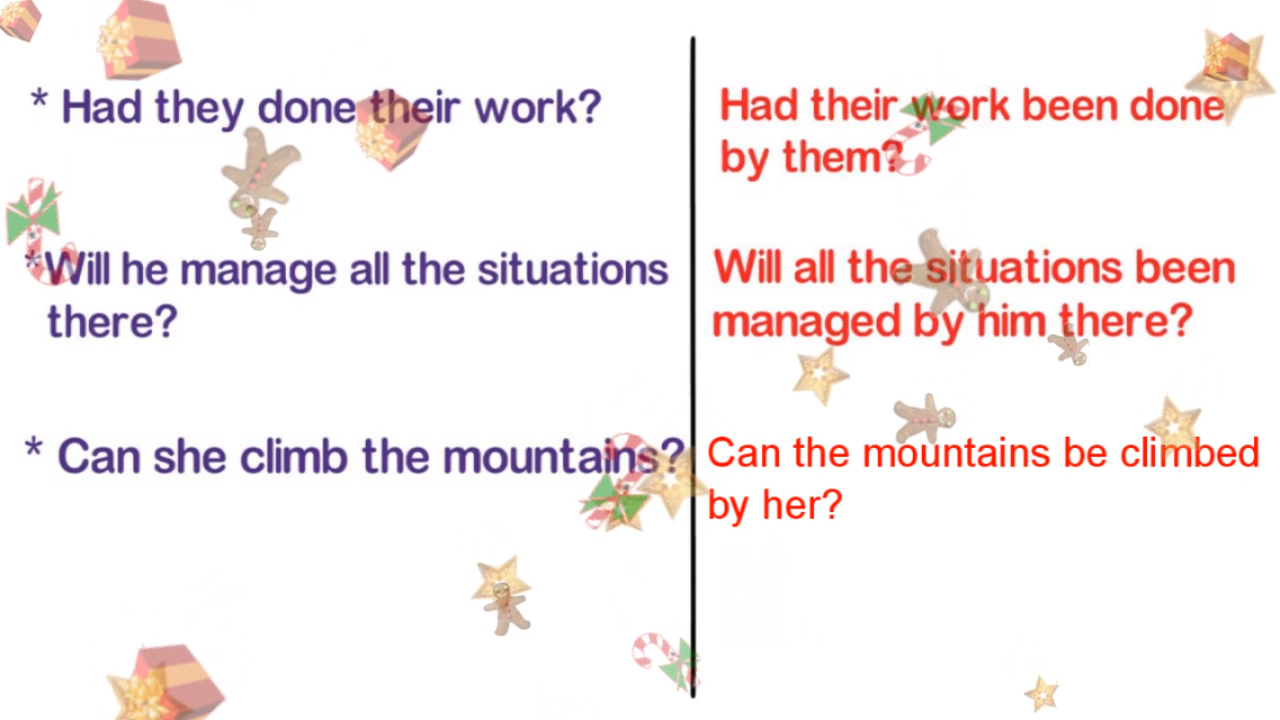 * Had they done their work?
Had their work been done
by them?
*Will he manage all the situations
there?
Will all the situations been
managed by him there?
* Can she climb the mountains?
Can the mountains be climbed
by her?